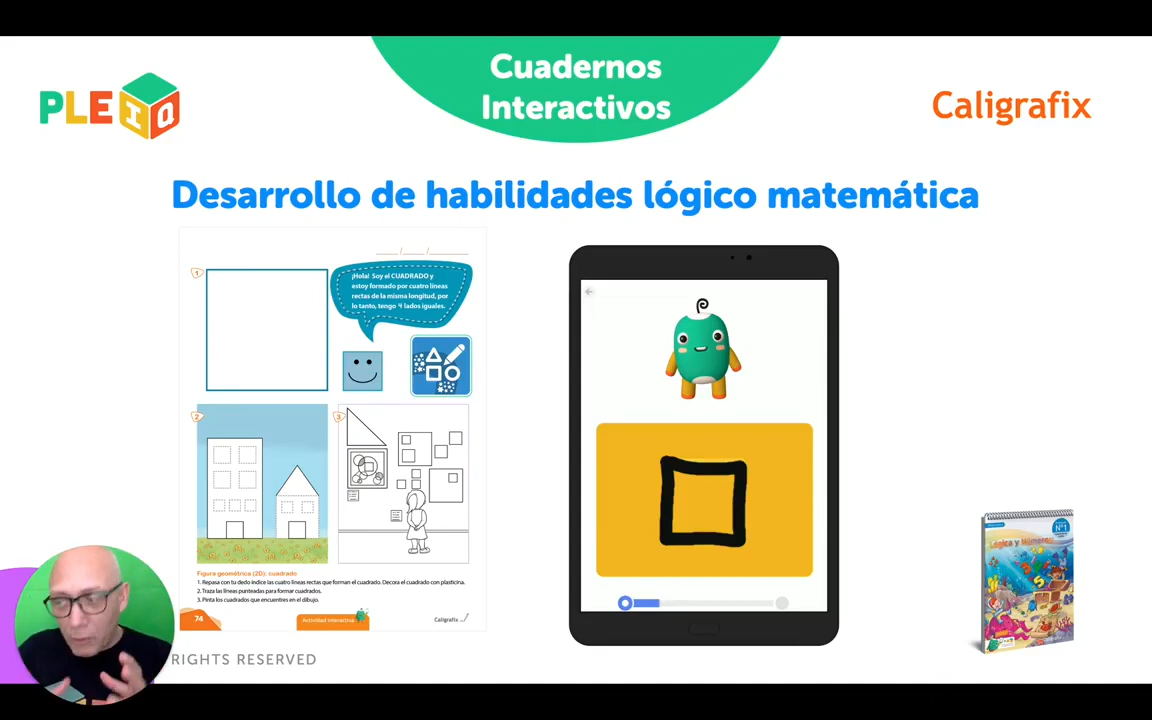 Cuadernos
Interactivos
PLE IQ
Caligrafix
Desarrollo de habilidades lógico matemática
1
¡Hola! Soy el CUADRADO y
estoy formado por cuatro líneas
rectas de la misma longitud, por
lo tanto, tengo 4 lados iguales.
2
3
Figura geométrica (2D): cuadrado
1. Repasa con tu dedo índice las cuatro líneas rectas que forman el cuadrado. Decora el cuadrado con plasticina.
2. Traza las líneas punteadas para formar cuadrados.
3. Pinta los cuadrados que encuentres en el dibujo.
74
Actividad interactiva
Caligrafix
Lógica y Números
Nº1
RIGHTS RESERVED